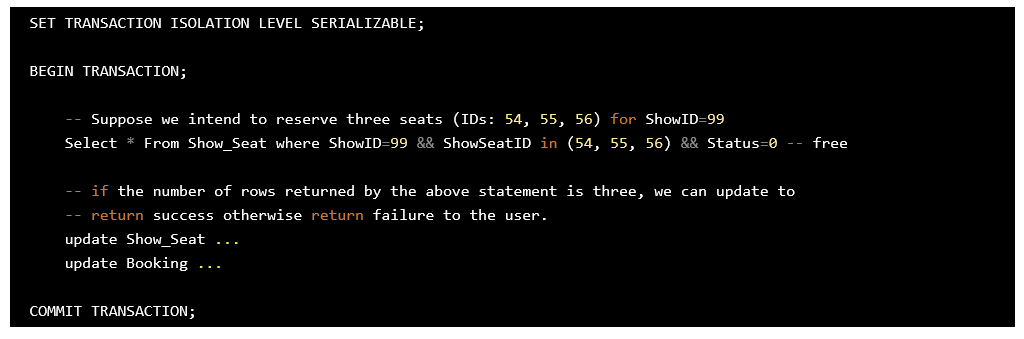 SET TRANSACTION ISOLATION LEVEL SERIALIZABLE;
BEGIN TRANSACTION;
-- Suppose we intend to reserve three seats (IDs: 54, 55, 56) for ShowID=99
Select * From Show_Seat where ShowID=99 && ShowSeatID in (54, 55, 56) && Status=0 -- free
-- if the number of rows returned by the above statement is three, we can update to
-- return success otherwise return failure to the user.
update Show_Seat ...
update Booking ...
COMMIT TRANSACTION;